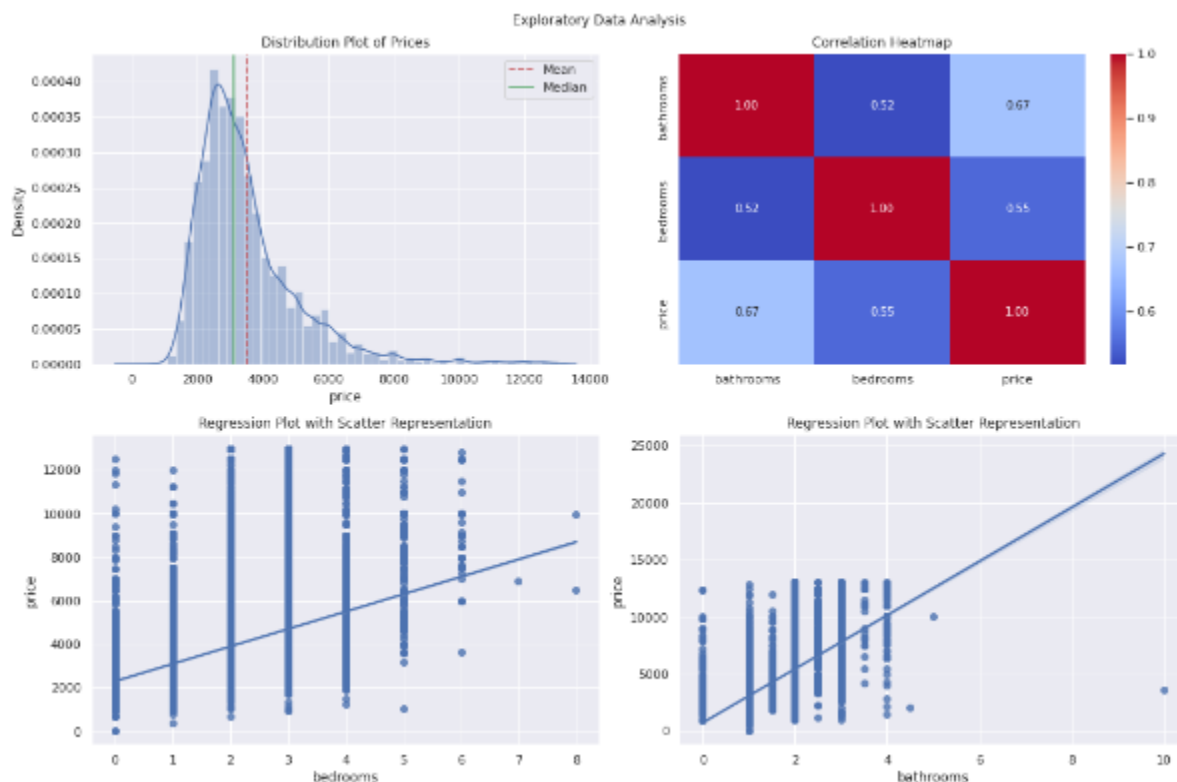 Exploratory Data Analysis
Distribution Plot of Prices
Mean
Median
0.00040
0.00035
0.00030
0.00025
0.00020
0.00015
0.00010
0.00005
0.00000
Density
0 2000 4000 6000 8000 10000 12000 14000
price
Correlation Heatmap
bathrooms
bedrooms
price
1.00 0.52 0.67
0.52 1.00 0.55
0.67 0.55 1.00
bathrooms bedrooms price
1.0
0.9
0.8
0.7
0.6
Regression Plot with Scatter Representation
12000
10000
8000
6000
4000
2000
0
price
0 1 2 3 4 5 6 7 8
bedrooms
Regression Plot with Scatter Representation
25000
20000
15000
10000
5000
0
price
0 2 4 6 8 10
bathrooms